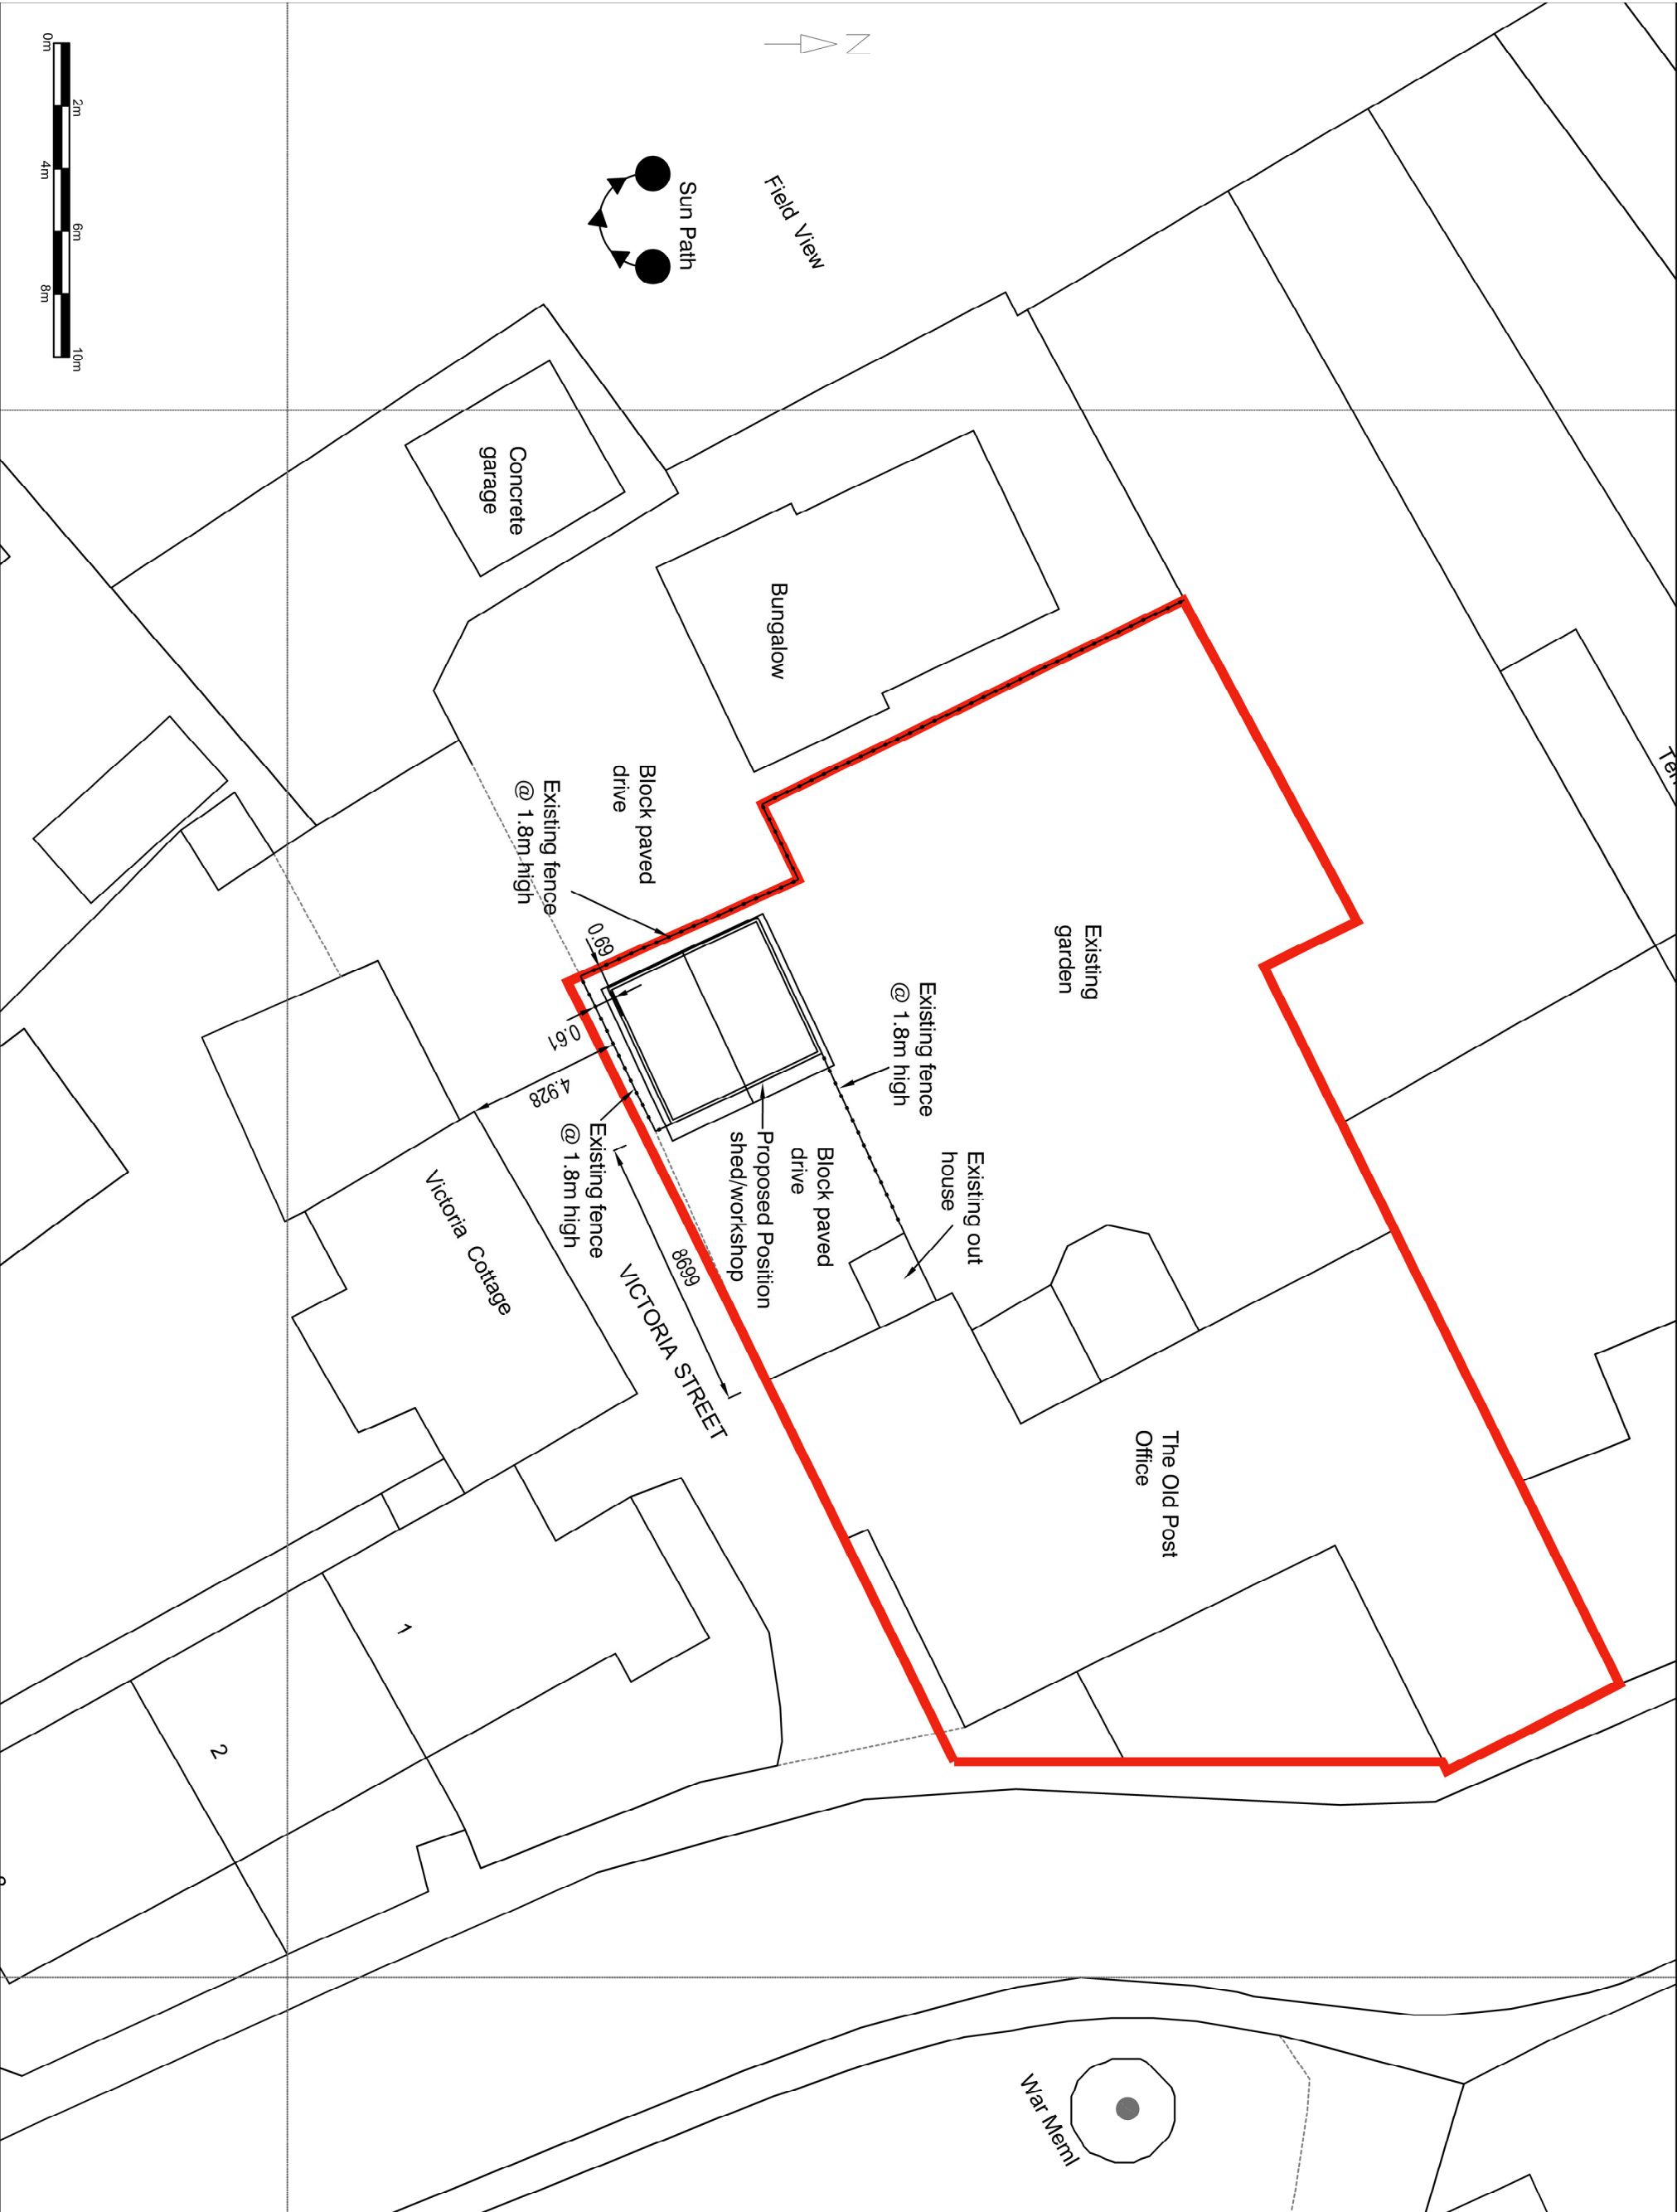 N
0m
2m
4m
6m
8m
10m
Sun Path
Field View
Concrete
garage
Bungalow
Block paved
drive
Existing fence
@ 1.8m high
0.69
0.61
4.928
Existing
garden
Existing fence
@ 1.8m high
Existing out
house
Block paved
drive
Proposed Position
shed/workshop
Existing fence
@ 1.8m high
8699
VICTORIA STREET
Victoria Cottage
The Old Post
Office
1
2
War Meml